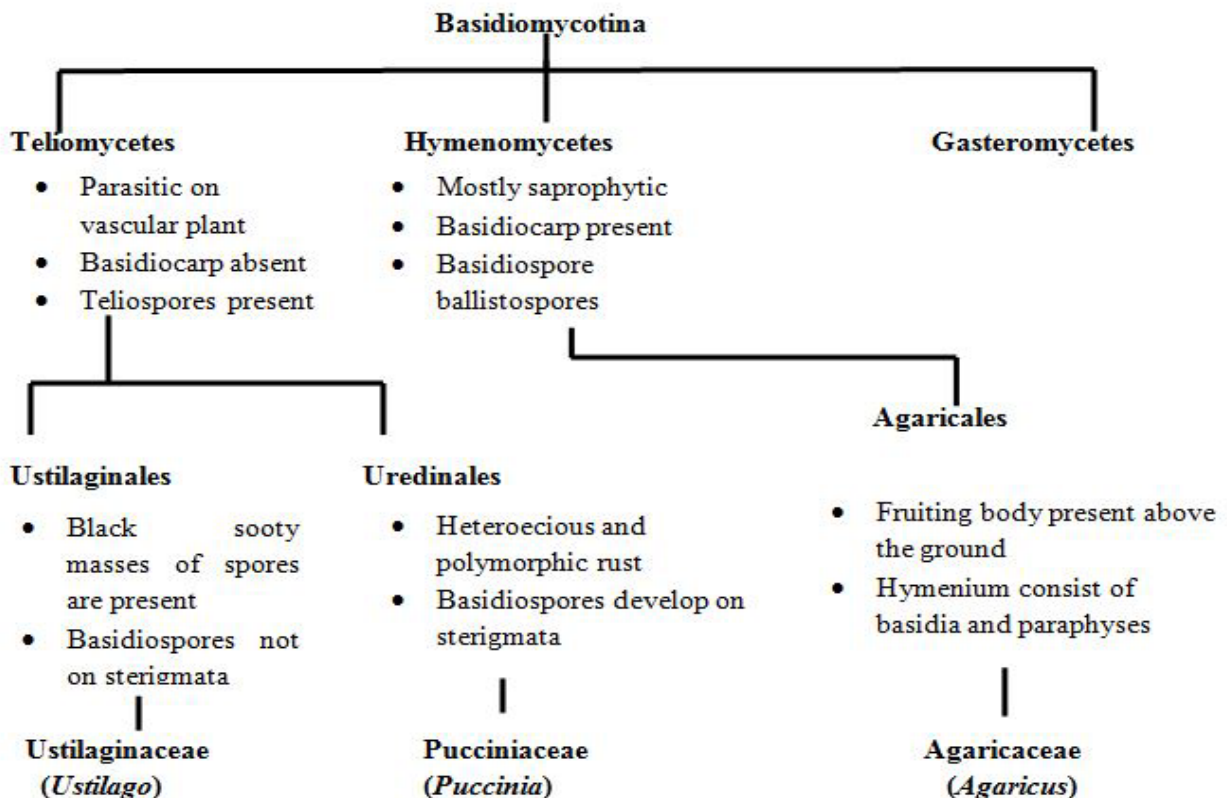 Basidiomycotina
Teliomycetes
Hymenomycetes
Gasteromycetes
• Parasitic on
vascular plant
• Basidiocarp absent
• Teliospores present
• Mostly saprophytic
• Basidiocarp present
• Basidiospore
ballistospores
Agaricales
Ustilaginales
Uredinales
• Black sooty
masses of spores
are present
• Basidiospores not
on sterigmata
• Heteroecious and
polymorphic rust
• Basidiospores develop on
sterigmata
• Fruiting body present above
the ground
• Hymenium consist of
basidia and paraphyses
Ustilaginaceae
(Ustilago)
Pucciniaceae
(Puccinia)
Agaricaceae
(Agaricus)